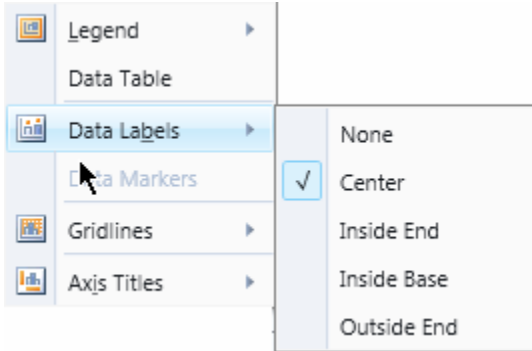 Legend
Data Table
Data Labels
Data Markers
Gridlines
Axis Titles
None
√ Center
Inside End
Inside Base
Outside End